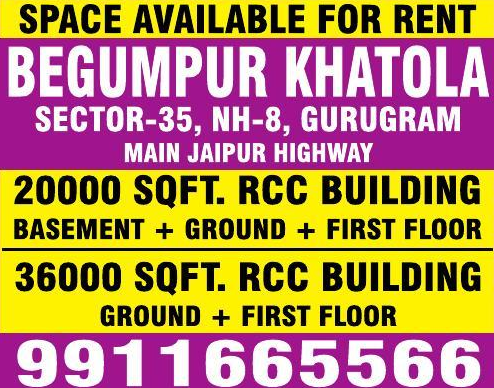 SPACE AVAILABLE FOR RENT
BEGUMPUR KHATOLA
SECTOR-35, NH-8, GURUGRAM
MAIN JAIPUR HIGHWAY
20000 SQFT. RCC BUILDING
BASEMENT + GROUND + FIRST FLOOR
36000 SQFT. RCC BUILDING
GROUND + FIRST FLOOR
9911665566